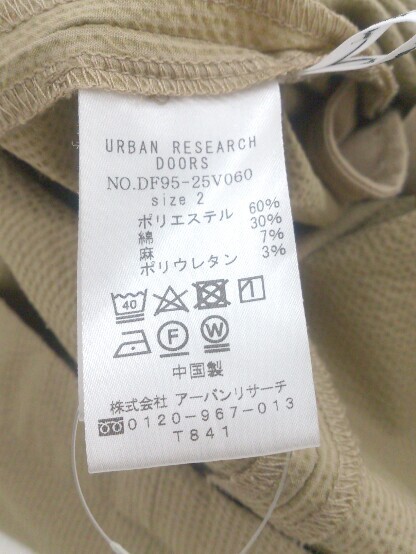 URBAN RESEARCH
DOORS
NO.DF95-25V060
size 2
ポリエステル 60%
綿 30%
麻 7%
ポリウレタン 3%
40
F W
中国製
株式会社 アーバンリサーチ
0120-967-013
T841